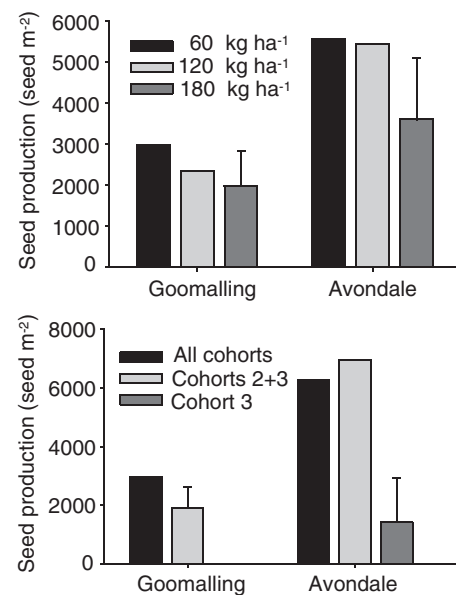 Seed production (seed m-2)
6000
5000
4000
3000
2000
1000
0
60 kg ha-1
120 kg ha-1
180 kg ha-1
Goomalling Avondale
Seed production (seed m-2)
8000
6000
4000
2000
0
All cohorts
Cohorts 2+3
Cohort 3
Goomalling Avondale